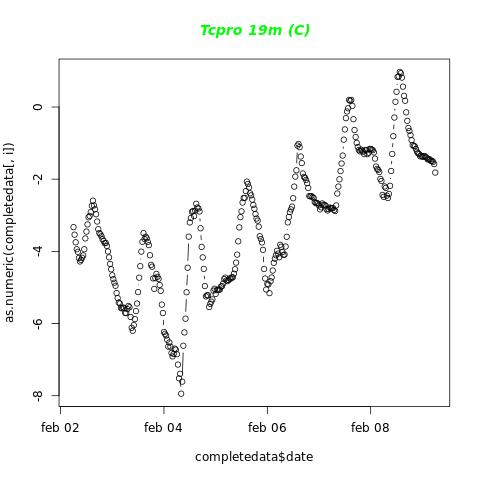 Tcpro 19m (C)
as.numeric(completedata[, i])
0
-2
-4
-6
-8
feb 02 feb 04 feb 06 feb 08
completedata$date